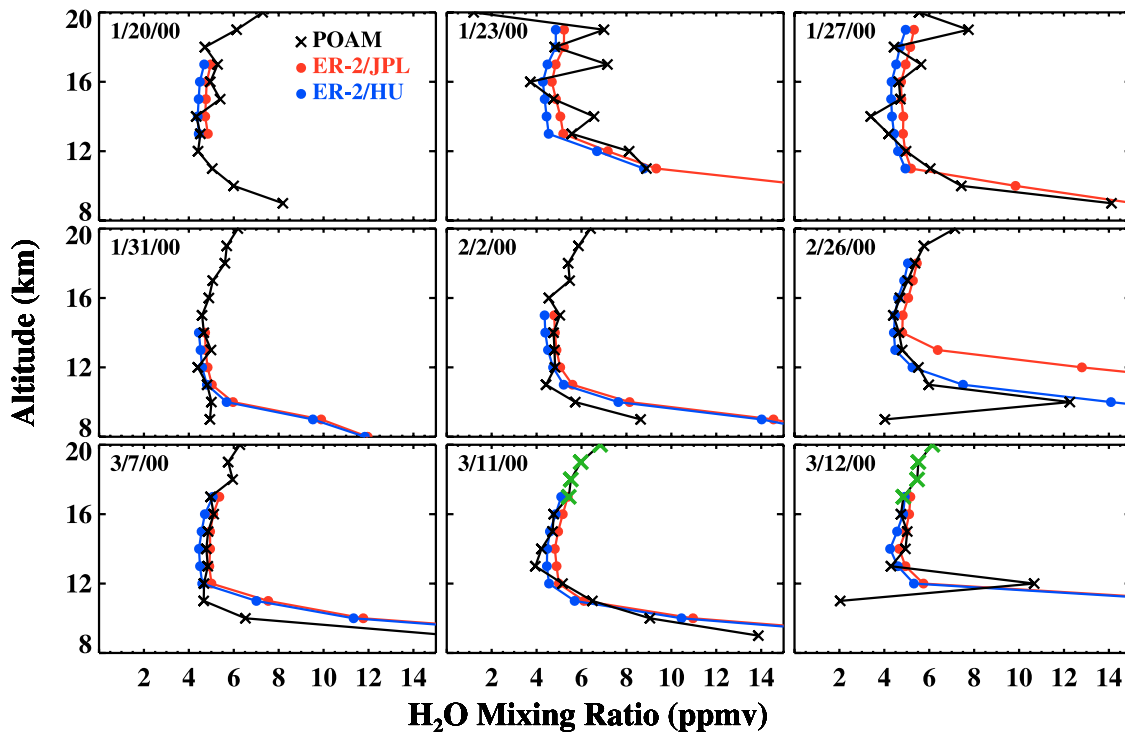 20
16
12
8
1/20/00
POAM
ER-2/JPL
ER-2/HU
1/23/00
1/27/00
20
16
12
8
1/31/00
2/2/00
2/26/00
20
16
12
8
3/7/00
3/11/00
3/12/00
2 4 6 8 10 12 14
2 4 6 8 10 12 14
2 4 6 8 10 12 14
Altitude (km)
H₂O Mixing Ratio (ppmv)